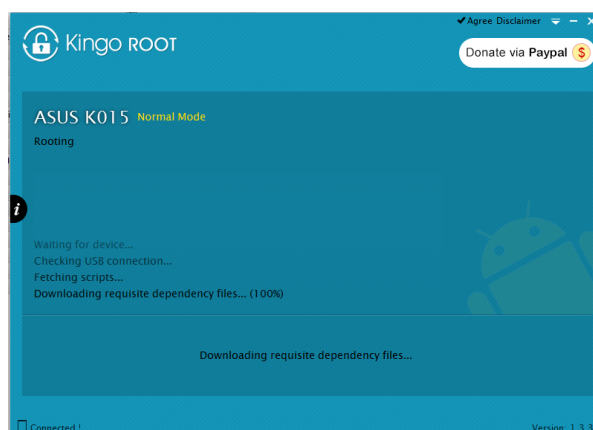 Agree Disclaimer
Kingo ROOT
Donate via Paypal $
ASUS K015 Normal Mode
Rooting
i
Waiting for device...
Checking USB connection...
Fetching scripts...
Downloading requisite dependency files... (100%)
Downloading requisite dependency files...
Connected !
Version: 1.3.3